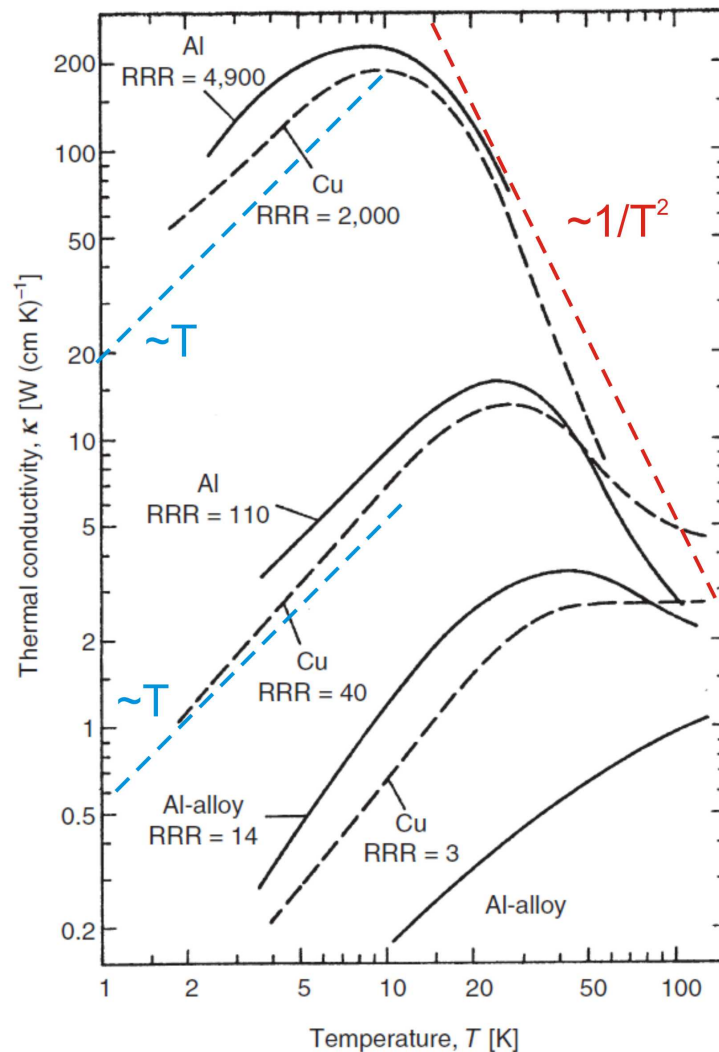 Al
RRR = 4,900
Cu
RRR = 2,000
~1/T²
~T
Al
RRR = 110
Cu
RRR = 40
~T
Al-alloy
RRR = 14
Cu
RRR = 3
Al-alloy
Thermal conductivity, κ [W (cm K)⁻¹]
200
100
50
20
10
5
2
1
0.5
0.2
1
2
5
10
20
50
100
Temperature, T [K]